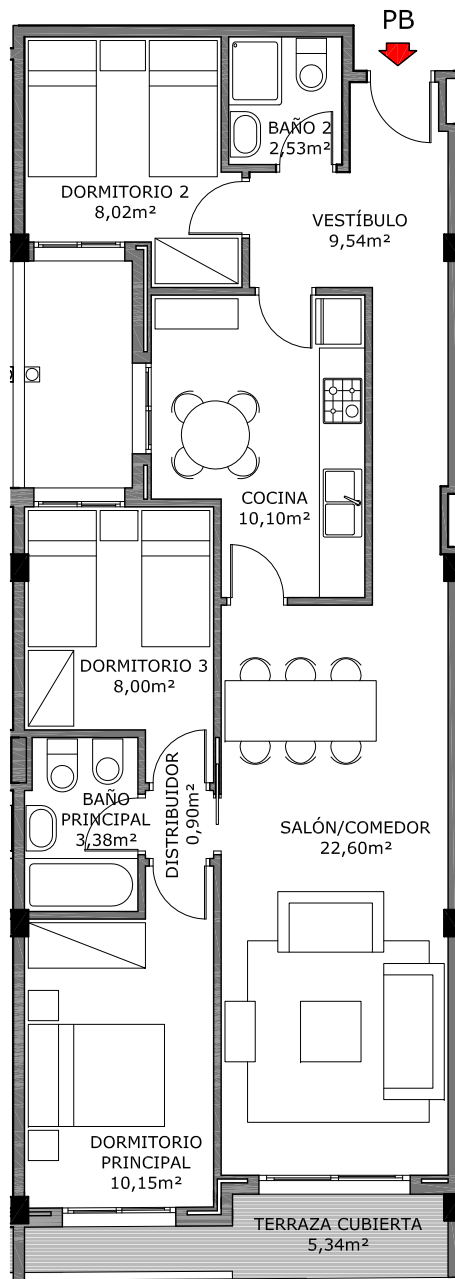 PB
BAÑO 2
2,53m²
DORMITORIO 2
8,02m²
VESTÍBULO
9,54m²
COCINA
10,10m²
DORMITORIO 3
8,00m²
DISTRIBUIDOR
0,90m²
BAÑO
PRINCIPAL
3,38m²
SALÓN/COMEDOR
22,60m²
DORMITORIO
PRINCIPAL
10,15m²
TERRAZA CUBIERTA
5,34m²